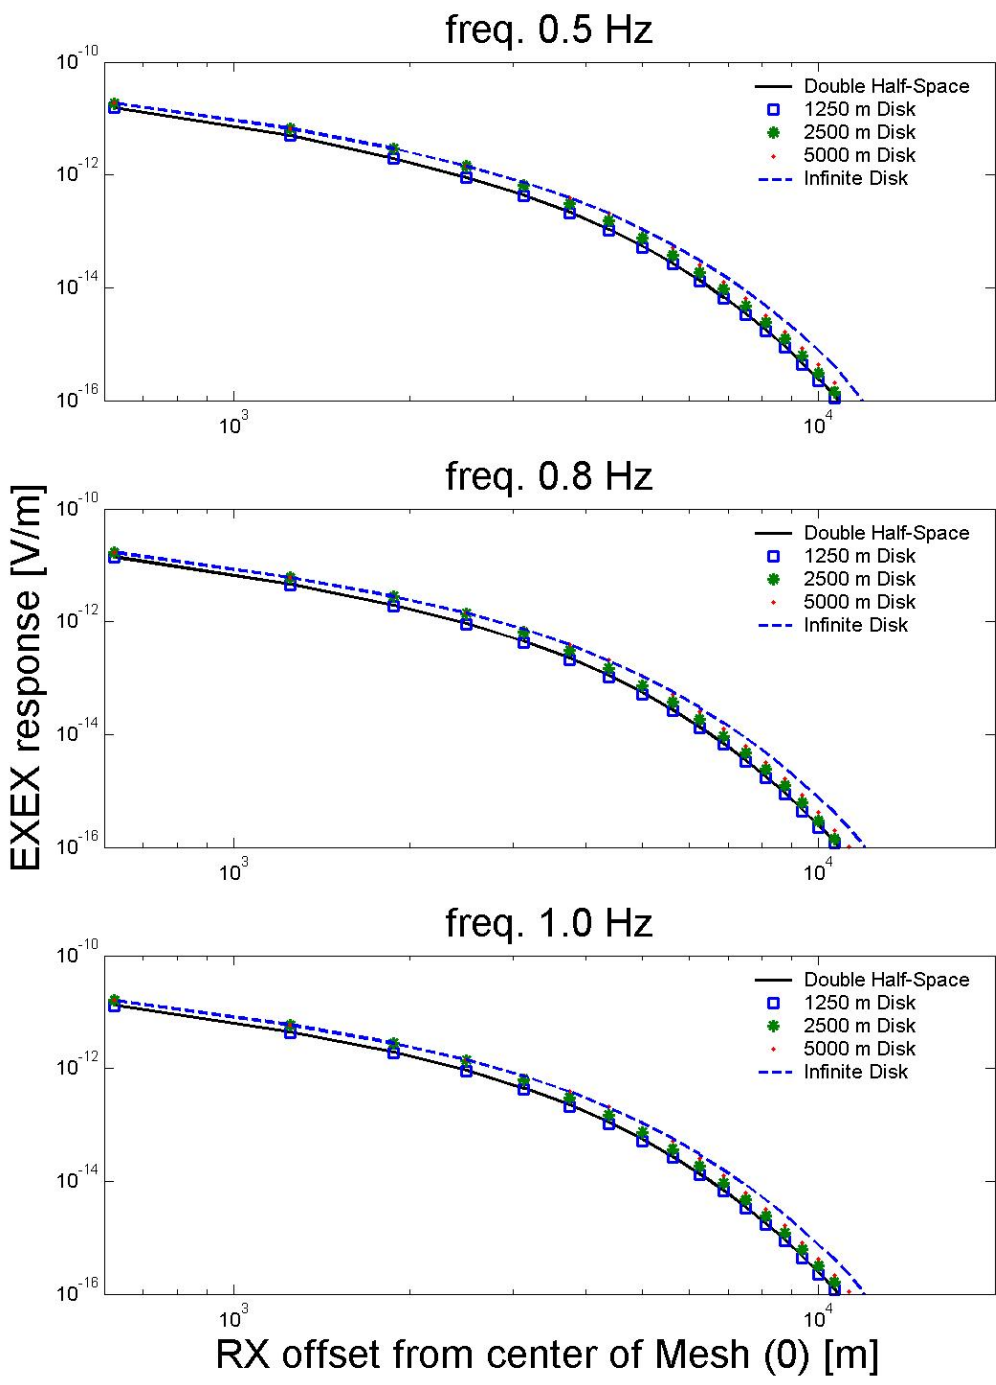 freq. 0.5 Hz
10^-10
10^-12
10^-14
10^-16
10^3
10^4
Double Half-Space
1250 m Disk
2500 m Disk
5000 m Disk
Infinite Disk
freq. 0.8 Hz
10^-10
10^-12
10^-14
10^-16
10^3
10^4
Double Half-Space
1250 m Disk
2500 m Disk
5000 m Disk
Infinite Disk
EXEX response [V/m]
freq. 1.0 Hz
10^-10
10^-12
10^-14
10^-16
10^3
10^4
Double Half-Space
1250 m Disk
2500 m Disk
5000 m Disk
Infinite Disk
RX offset from center of Mesh (0) [m]